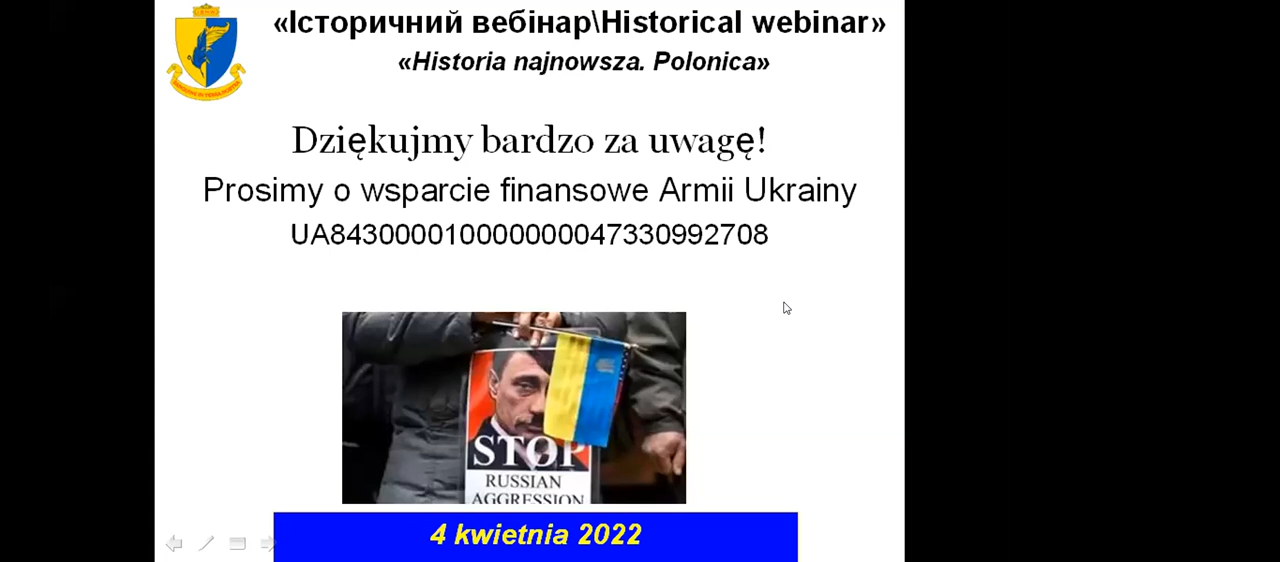 «Історичний вебінар\Historical webinar»
«Historia najnowsza. Polonica»
Dziękujmy bardzo za uwagę!
Prosimy o wsparcie finansowe Armii Ukrainy
UA843000010000000047330992708
STOP
RUSSIAN
AGGRESSION
4 kwietnia 2022